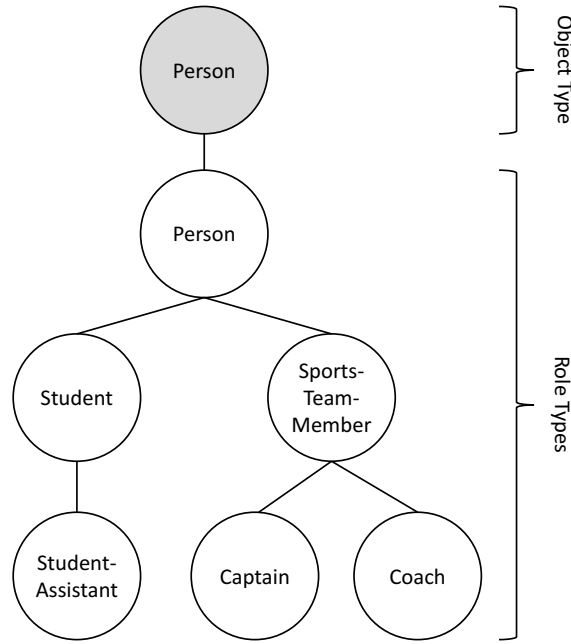 Person
Object Type
Person
Student
Sports-
Team-
Member
Role Types
Student-
Assistant
Captain
Coach